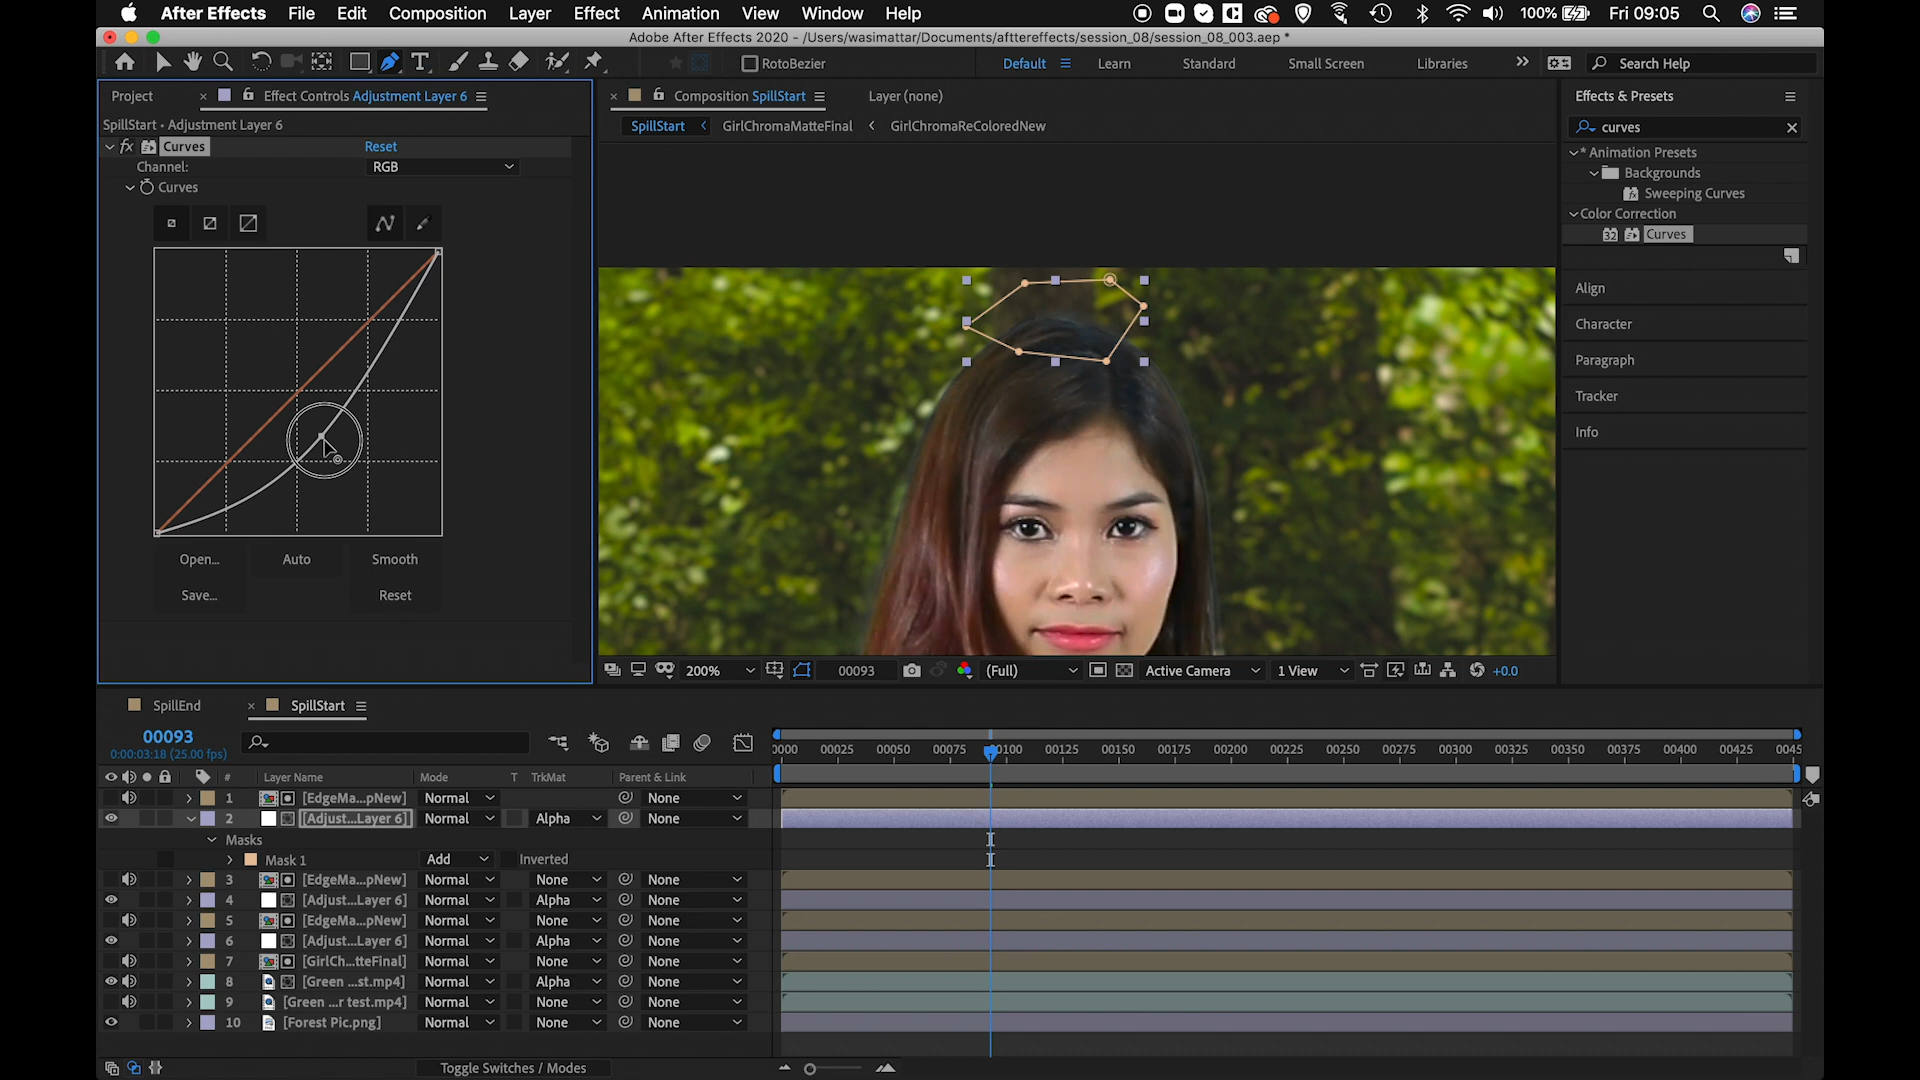 After Effects File Edit Composition Layer Effect Animation View Window Help 100% Fri 09:05
Adobe After Effects 2020 - /Users/wasimattar/Documents/afttereffects/session_08/session_08_003.aep *
RotoBezier Default Learn Standard Small Screen Libraries Search Help
Project Effect Controls Adjustment Layer 6
SpillStart • Adjustment Layer 6
fx Curves Reset
Channel: RGB
Curves
Open... Auto Smooth
Save... Reset
Composition SpillStart Layer (none)
SpillStart GirlChromaMatteFinal GirlChromaReColoredNew
200% 00093 (Full) Active Camera 1 View +0.0
Effects & Presets
curves
* Animation Presets
Backgrounds
Sweeping Curves
Color Correction
32 Curves
Align
Character
Paragraph
Tracker
Info
SpillEnd SpillStart
00093
0:00:03:18 (25.00 fps)
0000 00025 00050 00075 00100 00125 00150 00175 00200 00225 00250 00275 00300 00325 00350 00375 00400 00425 0045
# Layer Name Mode T TrkMat Parent & Link
1 [EdgeMa...pNew] Normal None
2 [Adjust...Layer 6] Normal Alpha None
Masks
Mask 1 Add Inverted
3 [EdgeMa...pNew] Normal None None
4 [Adjust...Layer 6] Normal Alpha None
5 [EdgeMa...pNew] Normal None None
6 [Adjust...Layer 6] Normal Alpha None
7 [GirlCh...tteFinal] Normal None None
8 [Green ...st.mp4] Normal Alpha None
9 [Green ...r test.mp4] Normal None None
10 [Forest Pic.png] Normal None None
Toggle Switches / Modes